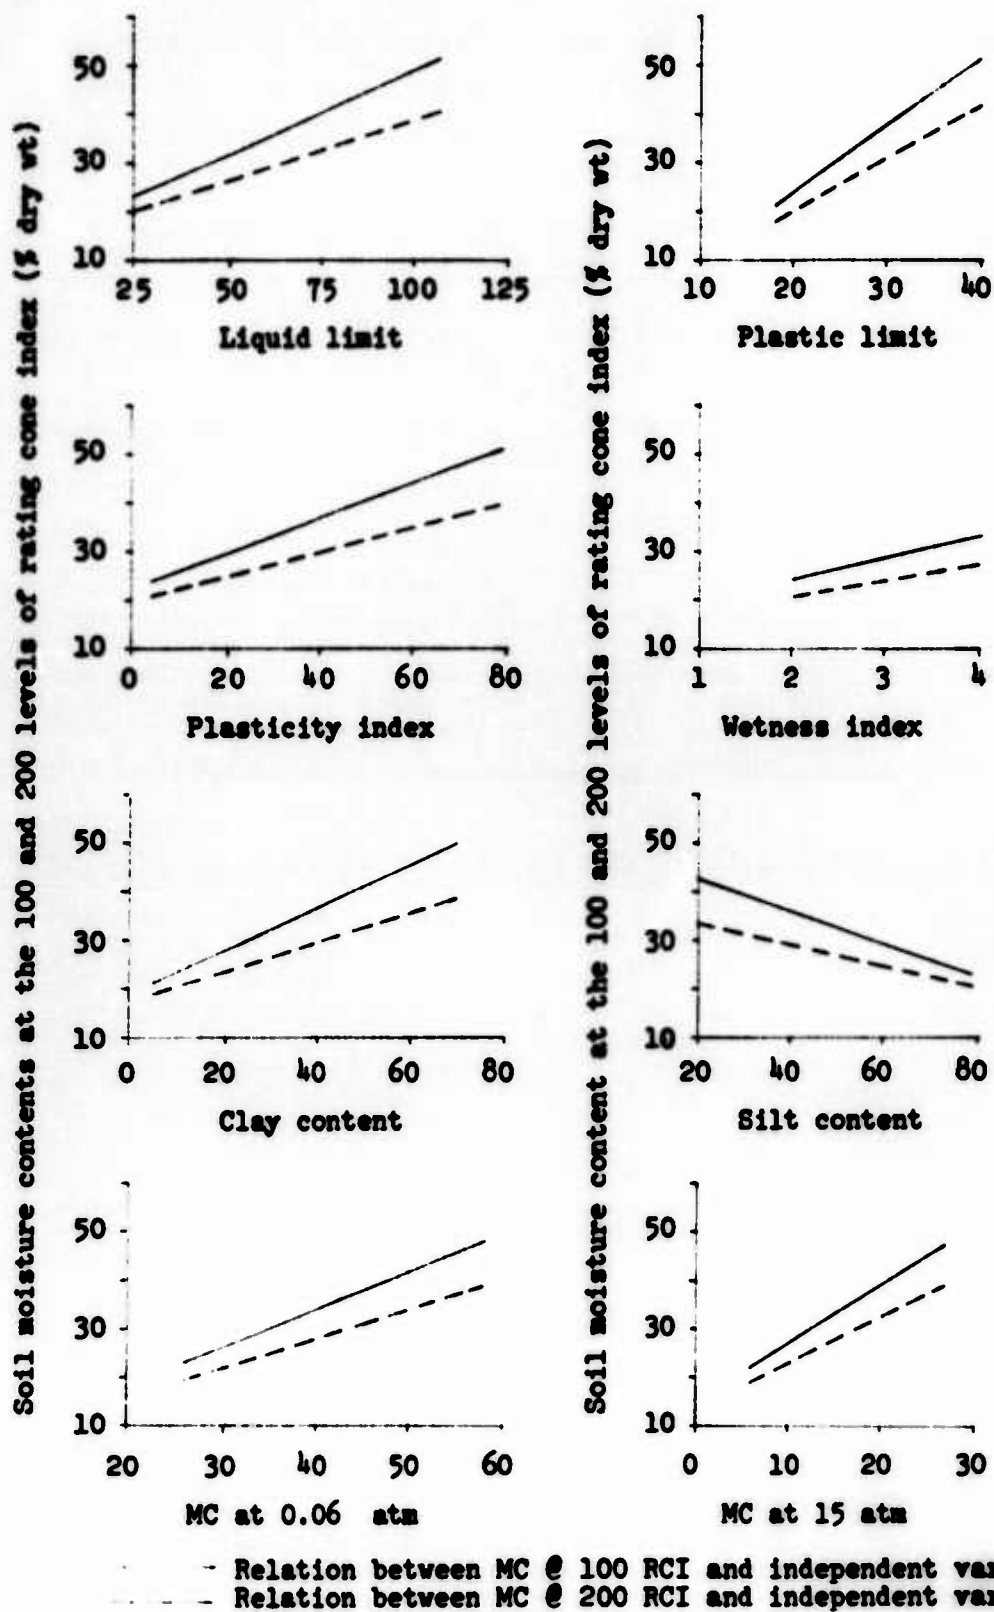 Soil moisture contents at the 100 and 200 levels of rating cone index (% dry wt)
50
30
10
25 50 75 100 125
Liquid limit
50
30
10
0 20 40 60 80
Plasticity index
50
30
10
0 20 40 60 80
Clay content
50
30
10
20 30 40 50 60
MC at 0.06 atm
Soil moisture content at the 100 and 200 levels of rating cone index (% dry wt)
50
30
10
10 20 30 40
Plastic limit
50
30
10
1 2 3 4
Wetness index
50
30
10
20 40 60 80
Silt content
50
30
10
0 10 20 30
MC at 15 atm
Relation between MC @ 100 RCI and independent var
Relation between MC @ 200 RCI and independent var